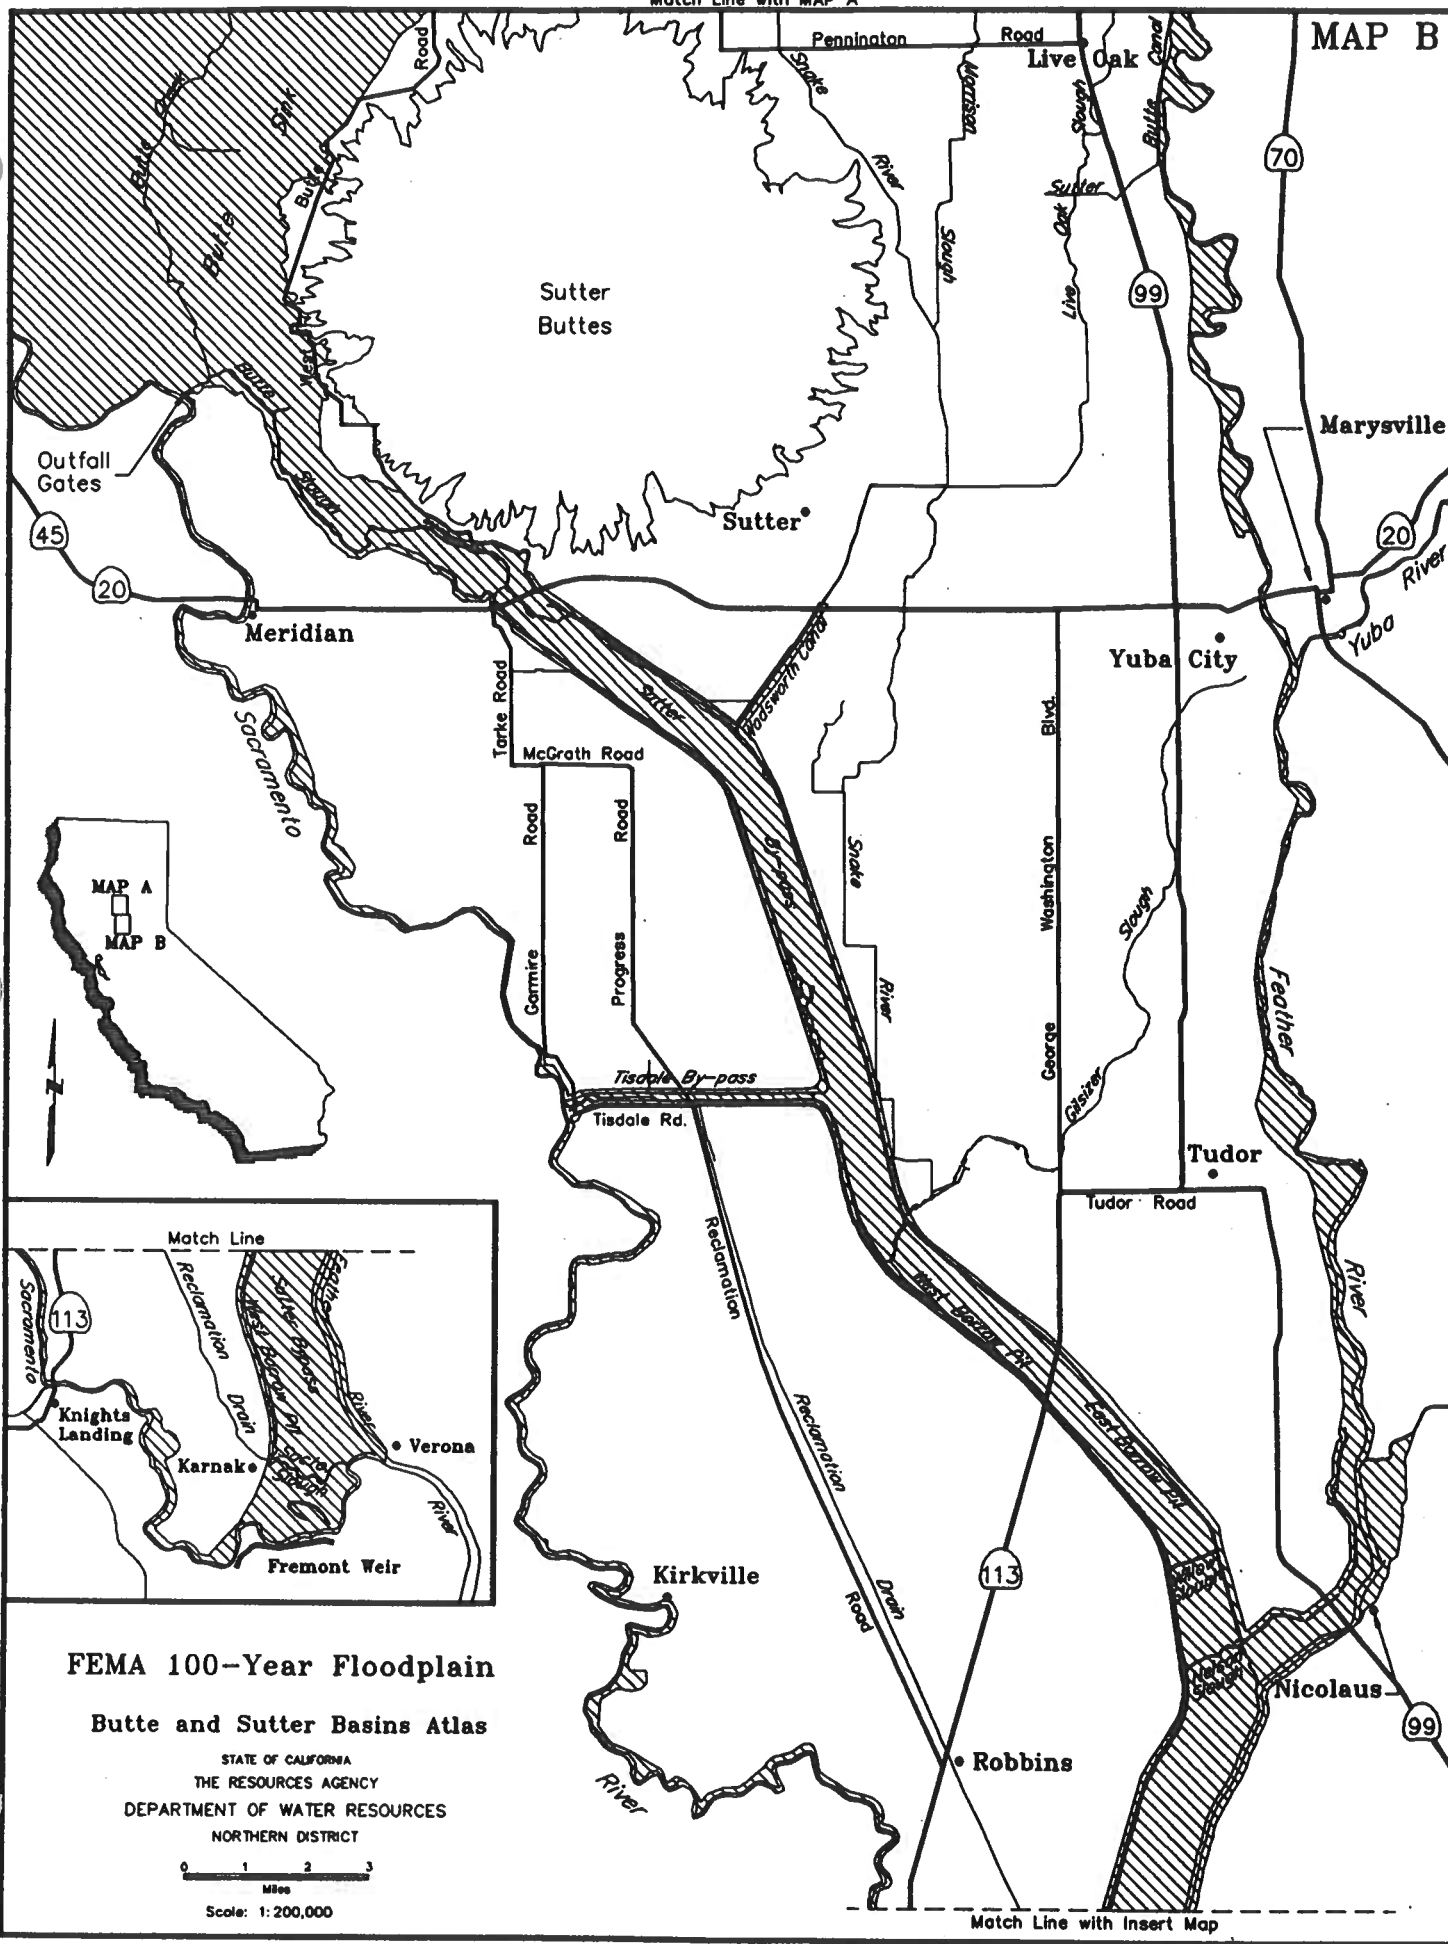 Match Line with MAP A
MAP B
Road
Pennington Road
Live Oak
Butte Creek
Butte Sink
Butte
West
Snake
River
Morrison
Slough
Slough
Oak
Live
Sutter
Butte
Canal
70
99
Sutter
Buttes
Butte
Slough
Outfall
Gates
Marysville
45
20
Sutter
20
River
Yuba
Meridian
Yuba City
Tarke Road
Sutter
Wadsworth Canal
Blvd.
McGrath Road
Sacramento
Garmire
Road
Progress
Road
By-pass
Snake
River
George
Washington
Slough
Gilsizer
Feather
River
MAP A
MAP B
N
Tisdale By-pass
Tisdale Rd.
Tudor
Tudor Road
Reclamation
Road
Reclamation
Drain
West Borrow Pit
East Borrow Pit
Match Line
Sacramento
113
Reclamation
Drain
West Borrow Pit
Sutter Bypass
Feather
River
Knights
Landing
Karnak
Verona
Slough
River
Fremont Weir
Kirkville
113
Willow
Slough
Nelson
Slough
Nicolaus
99
Robbins
River
FEMA 100-Year Floodplain
Butte and Sutter Basins Atlas
STATE OF CALIFORNIA
THE RESOURCES AGENCY
DEPARTMENT OF WATER RESOURCES
NORTHERN DISTRICT
0 1 2 3
Miles
Scale: 1:200,000
Match Line with Insert Map